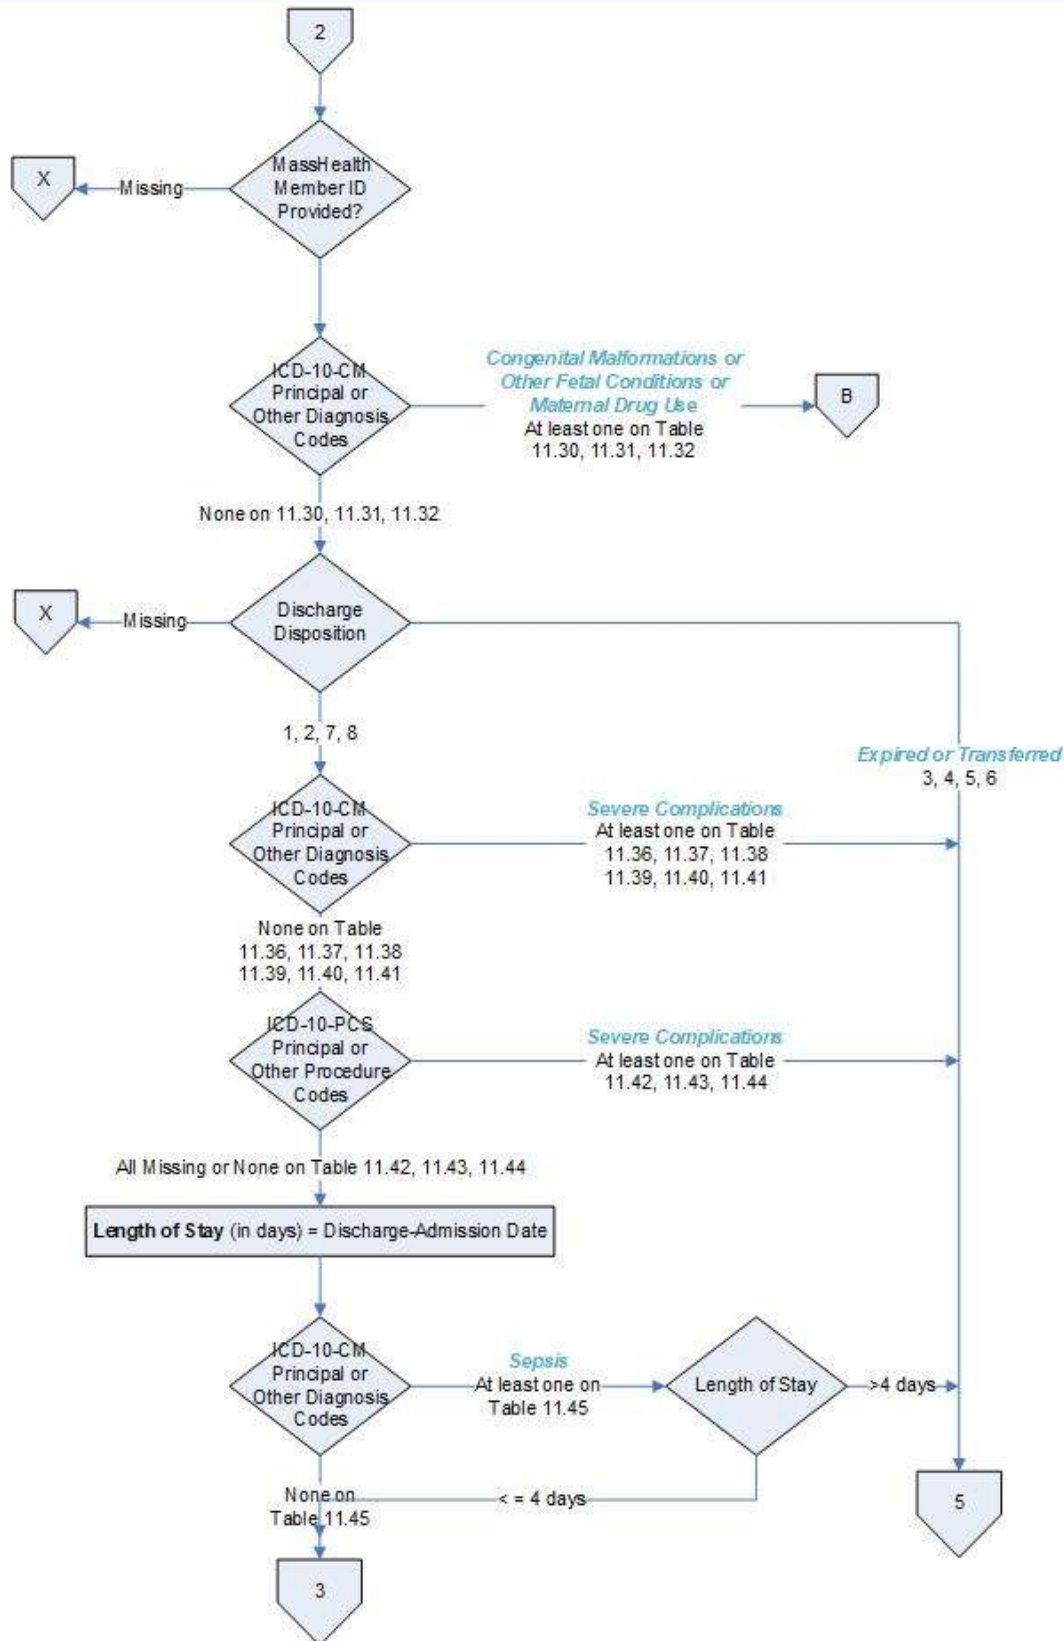 2
MassHealth
Member ID
Provided?
X
Missing
ICD-10-CM
Principal or
Other Diagnosis
Codes
Congenital Malformations or
Other Fetal Conditions or
Maternal Drug Use
At least one on Table
11.30, 11.31, 11.32
B
None on 11.30, 11.31, 11.32
Discharge
Disposition
X
Missing
1, 2, 7, 8
Expired or Transferred
3, 4, 5, 6
ICD-10-CM
Principal or
Other Diagnosis
Codes
Severe Complications
At least one on Table
11.36, 11.37, 11.38
11.39, 11.40, 11.41
None on Table
11.36, 11.37, 11.38
11.39, 11.40, 11.41
ICD-10-PCS
Principal or
Other Procedure
Codes
Severe Complications
At least one on Table
11.42, 11.43, 11.44
All Missing or None on Table 11.42, 11.43, 11.44
Length of Stay (in days) = Discharge-Admission Date
ICD-10-CM
Principal or
Other Diagnosis
Codes
Sepsis
At least one on
Table 11.45
Length of Stay
>4 days
None on
Table 11.45
< = 4 days
5
3